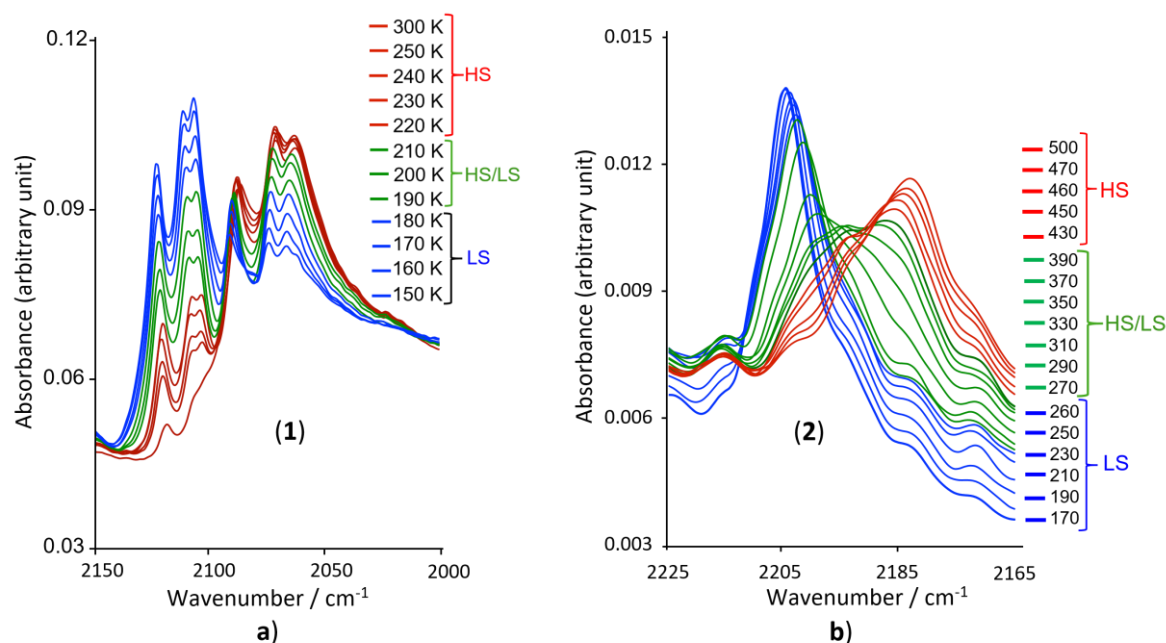 0.12
0.09
0.06
0.03
Absorbance (arbitrary unit)
300 K
250 K
240 K
230 K
220 K
HS
210 K
200 K
190 K
HS/LS
180 K
170 K
160 K
150 K
LS
(1)
2150
2100
2050
2000
Wavenumber / cm-1
a)
0.015
0.012
0.009
0.006
0.003
Absorbance (arbitrary unit)
500
470
460
450
430
HS
390
370
350
330
310
290
270
HS/LS
260
250
230
210
190
170
LS
(2)
2225
2205
2185
2165
Wavenumber / cm-1
b)